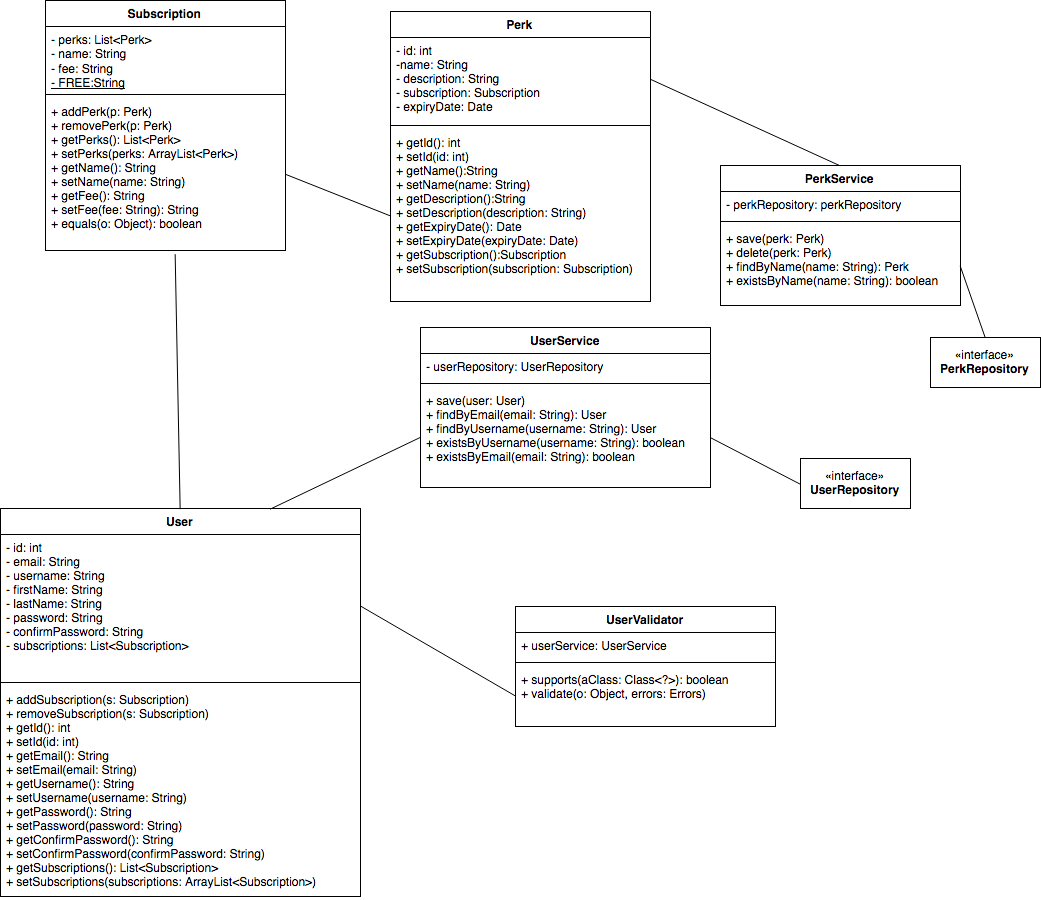 Subscription
- perks: List<Perk>
- name: String
- fee: String
- FREE:String
+ addPerk(p: Perk)
+ removePerk(p: Perk)
+ getPerks(): List<Perk>
+ setPerks(perks: ArrayList<Perk>)
+ getName(): String
+ setName(name: String)
+ getFee(): String
+ setFee(fee: String): String
+ equals(o: Object): boolean
Perk
- id: int
-name: String
- description: String
- subscription: Subscription
- expiryDate: Date
+ getId(): int
+ setId(id: int)
+ getName():String
+ setName(name: String)
+ getDescription():String
+ setDescription(description: String)
+ getExpiryDate(): Date
+ setExpiryDate(expiryDate: Date)
+ getSubscription():Subscription
+ setSubscription(subscription: Subscription)
PerkService
- perkRepository: perkRepository
+ save(perk: Perk)
+ delete(perk: Perk)
+ findByName(name: String): Perk
+ existsByName(name: String): boolean
«interface»
PerkRepository
UserService
- userRepository: UserRepository
+ save(user: User)
+ findByEmail(email: String): User
+ findByUsername(username: String): User
+ existsByUsername(username: String): boolean
+ existsByEmail(email: String): boolean
«interface»
UserRepository
User
- id: int
- email: String
- username: String
- firstName: String
- lastName: String
- password: String
- confirmPassword: String
- subscriptions: List<Subscription>
+ addSubscription(s: Subscription)
+ removeSubscription(s: Subscription)
+ getId(): int
+ setId(id: int)
+ getEmail(): String
+ setEmail(email: String)
+ getUsername(): String
+ setUsername(username: String)
+ getPassword(): String
+ setPassword(password: String)
+ getConfirmPassword(): String
+ setConfirmPassword(confirmPassword: String)
+ getSubscriptions(): List<Subscription>
+ setSubscriptions(subscriptions: ArrayList<Subscription>)
UserValidator
+ userService: UserService
+ supports(aClass: Class<?>): boolean
+ validate(o: Object, errors: Errors)